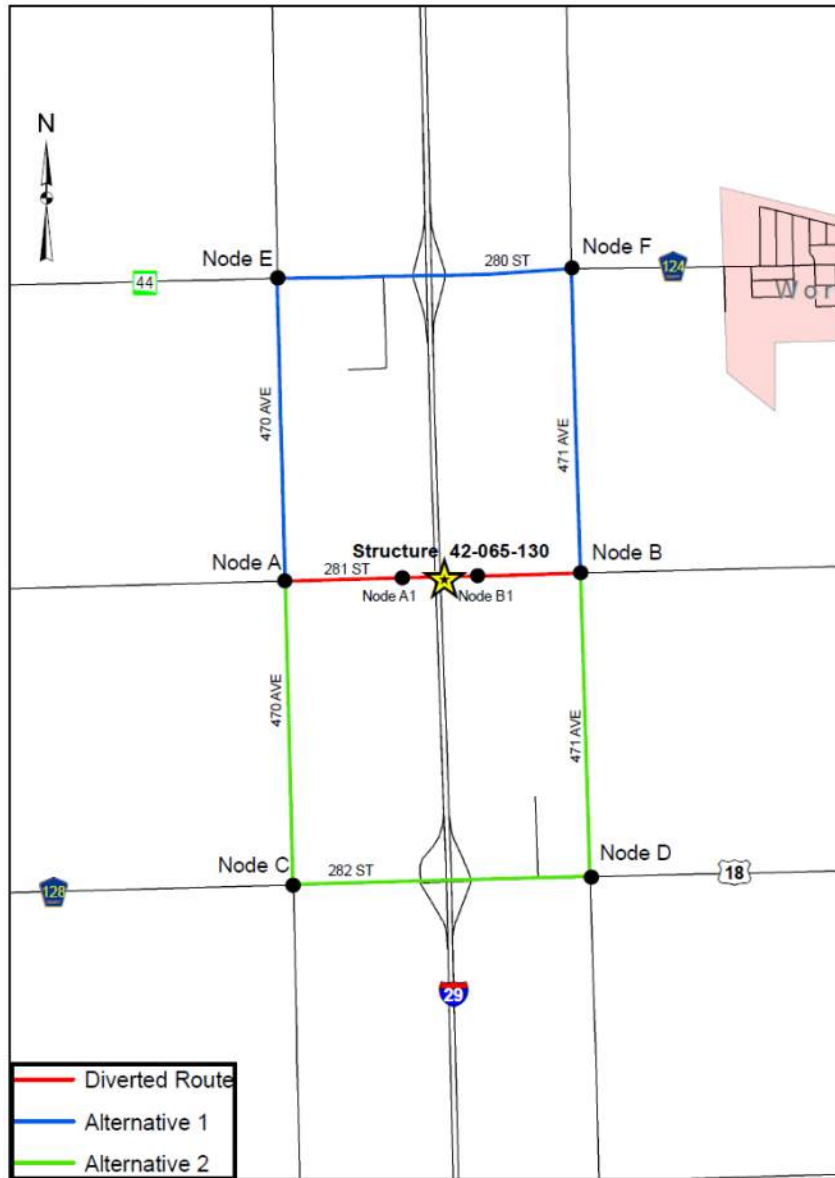 N
Node E
280 ST
Node F
44
124
Wor
470 AVE
471 AVE
Structure 42-065-130
Node A
281 ST
Node B
Node A1
Node B1
470 AVE
471 AVE
Node C
282 ST
Node D
128
18
29
Diverted Route
Alternative 1
Alternative 2